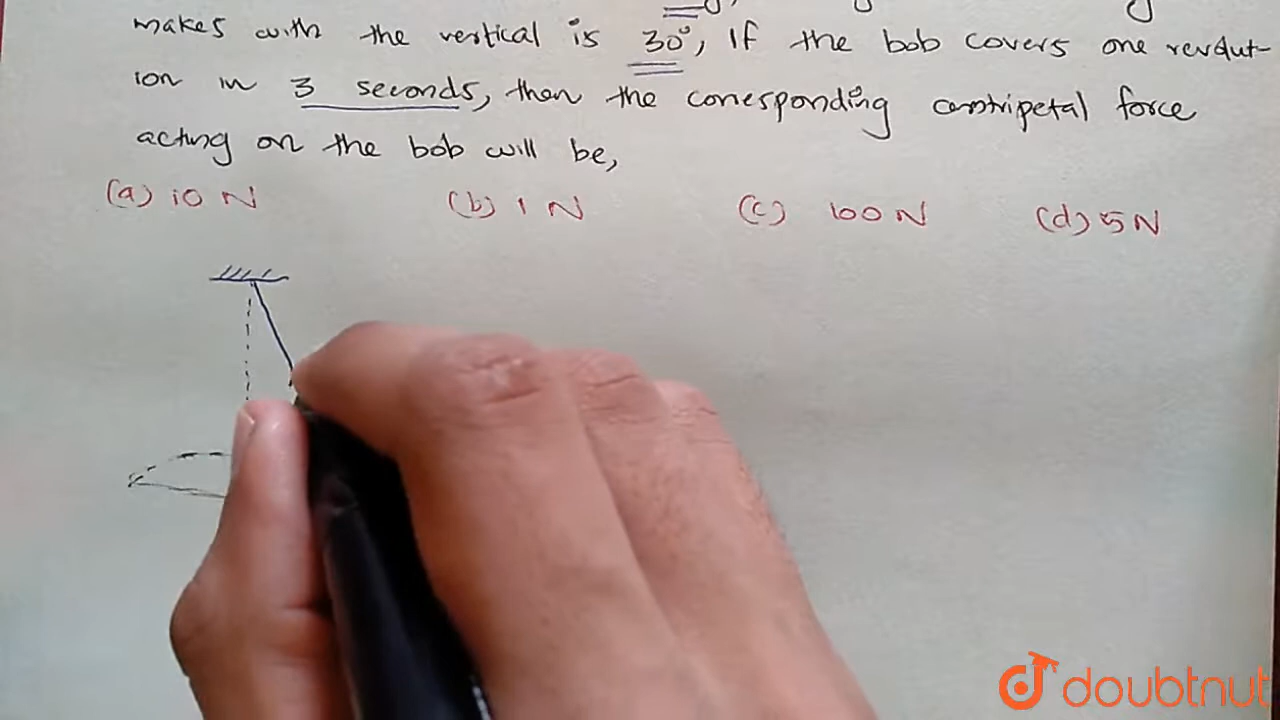 makes with the vertical is 30°, If the bob covers one revolut-
ion in 3 seconds, then the corresponding centripetal force
acting on the bob will be,
(a) 10 N (b) 1 N (c) 100 N (d) 5 N
doubtnut